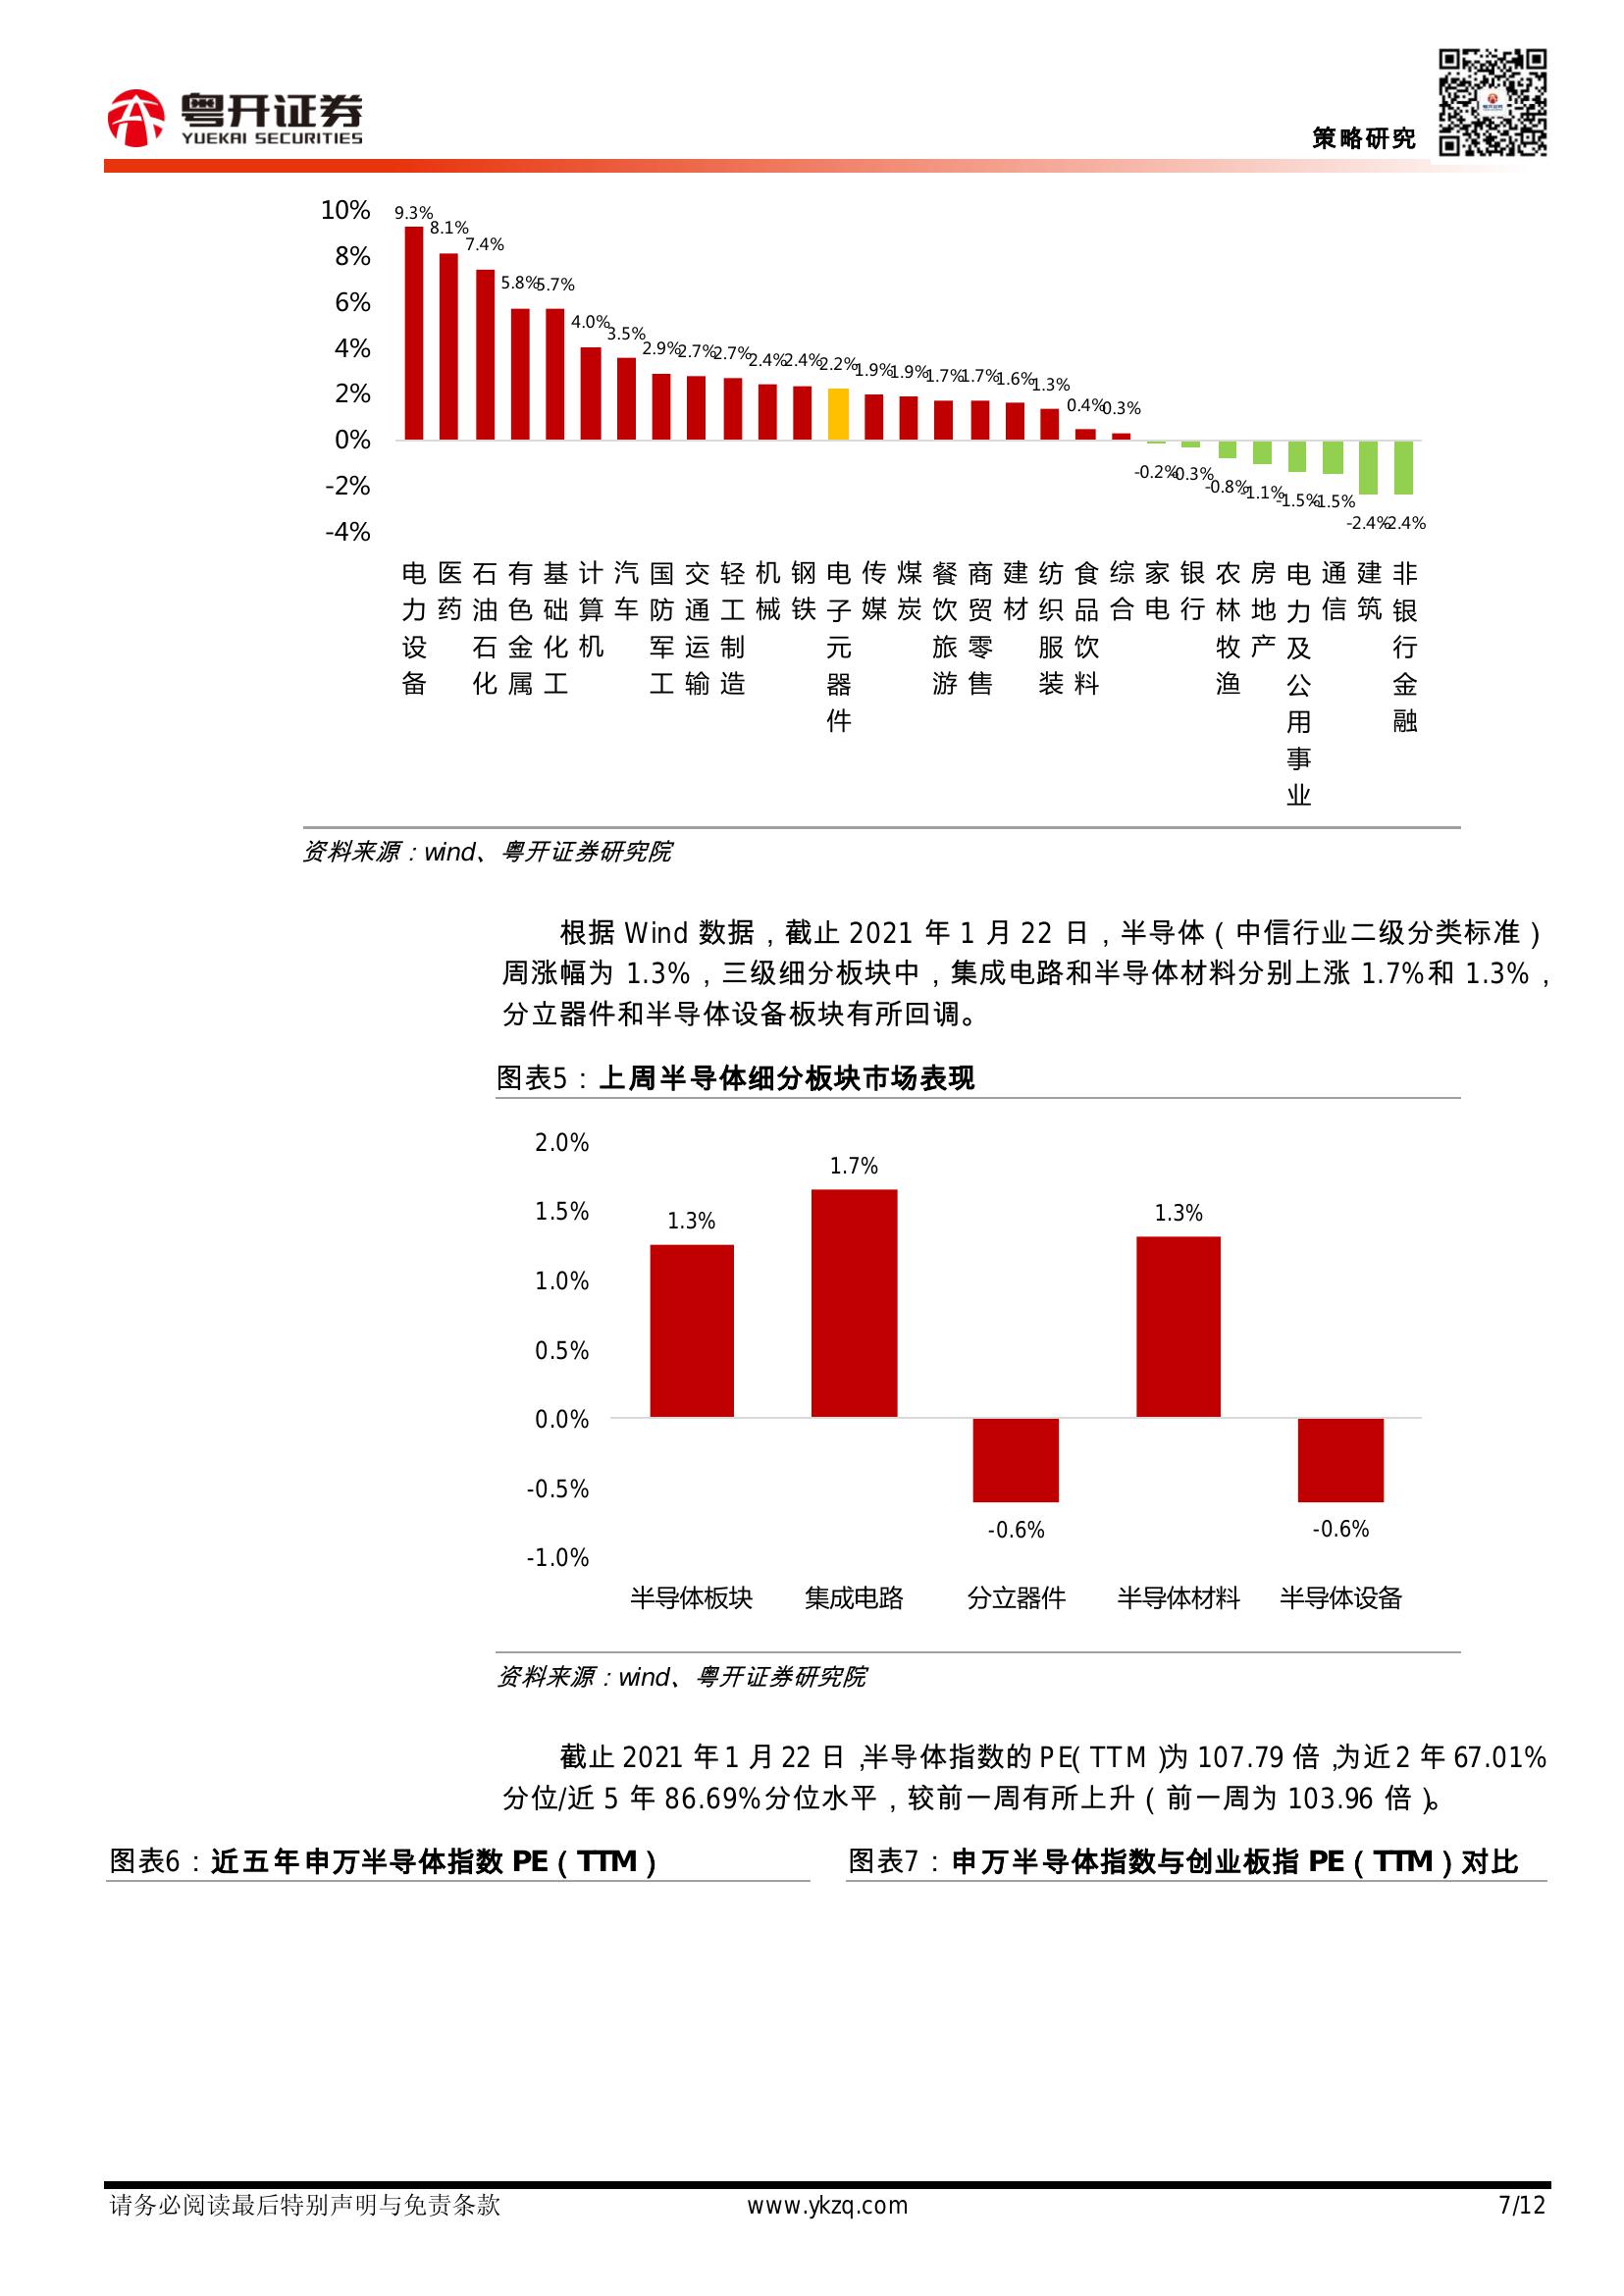 粤开证券
YUEKAI SECURITIES
策略研究
10%
8%
6%
4%
2%
0%
-2%
-4%
9.3%
8.1%
7.4%
5.8%
5.7%
4.0%
3.5%
2.9%
2.7%
2.7%
2.4%
2.4%
2.2%
1.9%
1.9%
1.7%
1.7%
1.6%
1.3%
0.4%
0.3%
-0.2%
-0.3%
-0.8%
-1.1%
-1.5%
-1.5%
-2.4%
-2.4%
电力设备
医药
石油石化
有色金属
基础化工
计算机
汽车
国防军工
交通运输
轻工制造
机械
钢铁
电子元器件
传媒
煤炭
餐饮旅游
商贸零售
建材
纺织服装
食品饮料
综合
家电
银行
农林牧渔
房地产
电力及公用事业
通信
建筑
非银行金融
资料来源：wind、粤开证券研究院
根据 Wind 数据，截止 2021 年 1 月 22 日，半导体（中信行业二级分类标准）
周涨幅为 1.3%，三级细分板块中，集成电路和半导体材料分别上涨 1.7%和 1.3%，
分立器件和半导体设备板块有所回调。
图表5：上周半导体细分板块市场表现
2.0%
1.5%
1.0%
0.5%
0.0%
-0.5%
-1.0%
1.3%
1.7%
-0.6%
1.3%
-0.6%
半导体板块
集成电路
分立器件
半导体材料
半导体设备
资料来源：wind、粤开证券研究院
截止 2021 年 1 月 22 日，半导体指数的 PE（TTM）为 107.79 倍，为近 2 年 67.01%
分位/近 5 年 86.69%分位水平，较前一周有所上升（前一周为 103.96 倍）。
图表6：近五年申万半导体指数 PE（TTM）
图表7：申万半导体指数与创业板指 PE（TTM）对比
请务必阅读最后特别声明与免责条款
www.ykzq.com
7/12